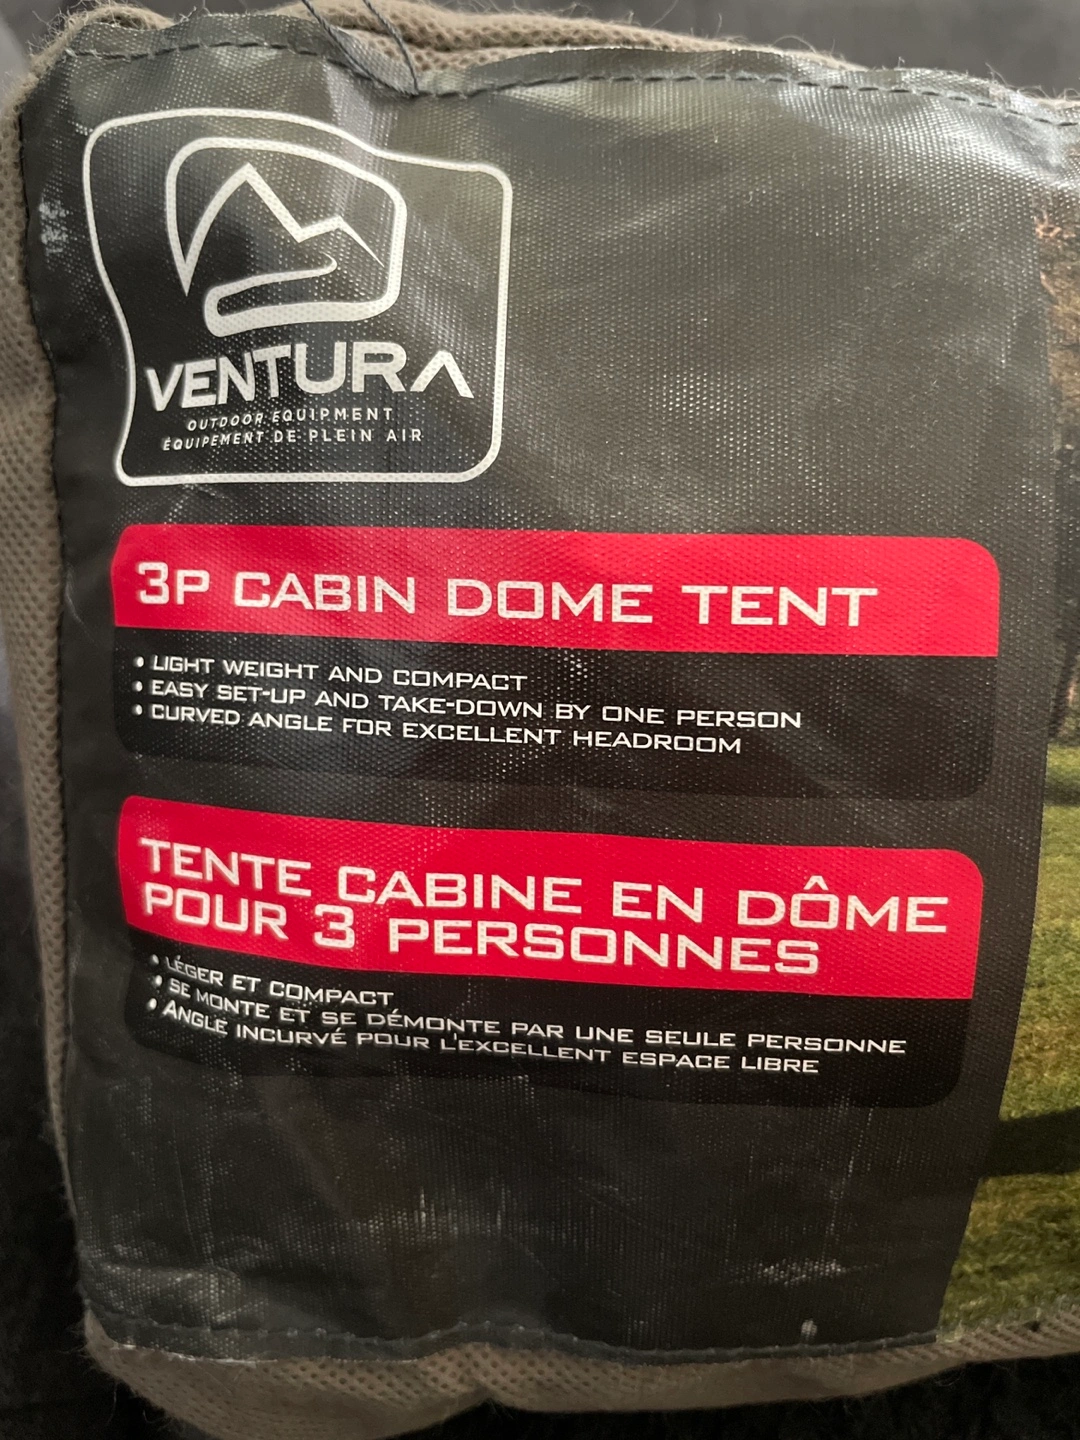 VENTURA
OUTDOOR EQUIPMENT
ÉQUIPEMENT DE PLEIN AIR
3P CABIN DOME TENT
• LIGHT WEIGHT AND COMPACT
• EASY SET-UP AND TAKE-DOWN BY ONE PERSON
• CURVED ANGLE FOR EXCELLENT HEADROOM
TENTE CABINE EN DÔME
POUR 3 PERSONNES
• LÉGER ET COMPACT
• SE MONTE ET SE DÉMONTE PAR UNE SEULE PERSONNE
• ANGLE INCURVÉ POUR L'EXCELLENT ESPACE LIBRE